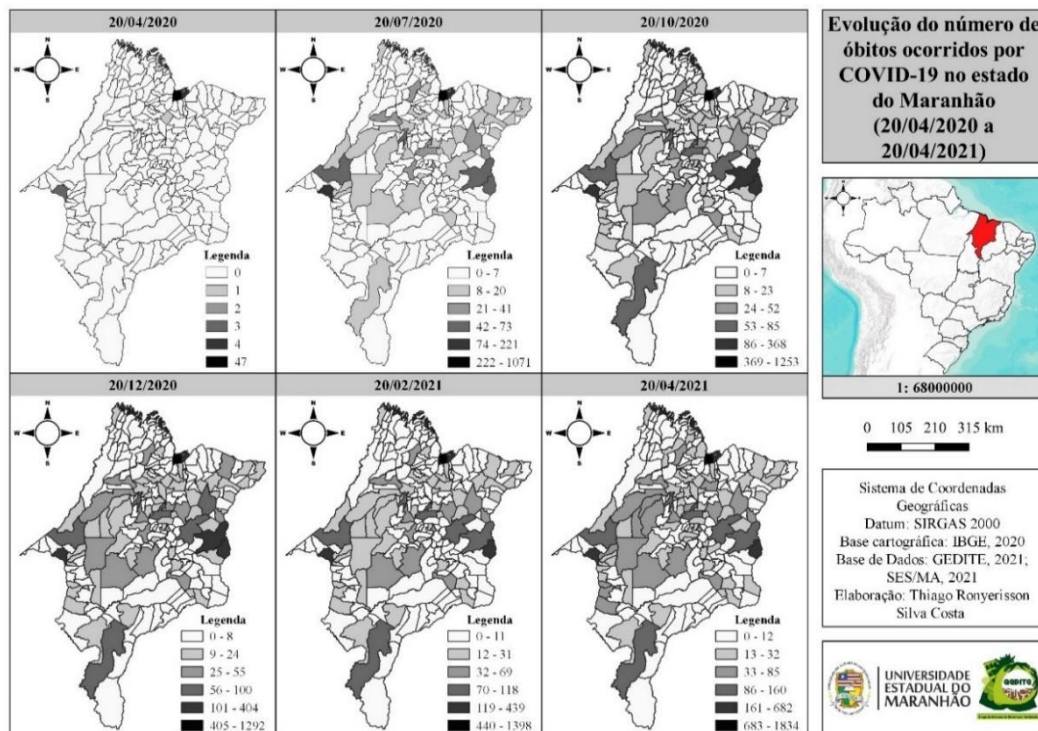 20/04/2020
20/07/2020
20/10/2020
Evolução do número de
óbitos ocorridos por
COVID-19 no estado
do Maranhão
(20/04/2020 a
20/04/2021)
N
W
E
S
N
W
E
S
N
W
E
S
Legenda
0
1
2
3
4
47
Legenda
0 - 7
8 - 20
21 - 41
42 - 73
74 - 221
222 - 1071
Legenda
0 - 7
8 - 23
24 - 52
53 - 85
86 - 368
369 - 1253
1: 68000000
20/12/2020
20/02/2021
20/04/2021
N
W
E
S
N
W
E
S
N
W
E
S
Legenda
0 - 8
9 - 24
25 - 55
56 - 100
101 - 404
405 - 1292
Legenda
0 - 11
12 - 31
32 - 69
70 - 118
119 - 439
440 - 1398
Legenda
0 - 12
13 - 32
33 - 85
86 - 160
161 - 682
683 - 1834
0 105 210 315 km
Sistema de Coordenadas
Geográficas
Datum: SIRGAS 2000
Base cartográfica: IBGE, 2020
Base de Dados: GEDITE, 2021;
SES/MA, 2021
Elaboração: Thiago Ronyerisson
Silva Costa
UNIVERSIDADE
ESTADUAL DO
MARANHÃO
GEDITE